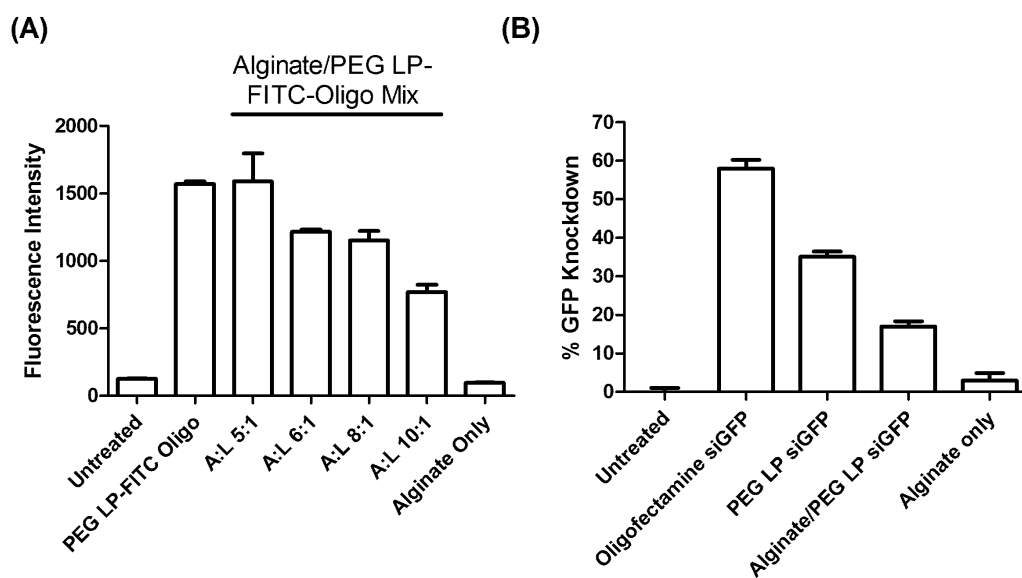 (A)
Alginate/PEG LP-
FITC-Oligo Mix
Fluorescence Intensity
2000
1500
1000
500
0
Untreated
PEG LP-FITC Oligo
A:L 5:1
A:L 6:1
A:L 8:1
A:L 10:1
Alginate Only
(B)
% GFP Knockdown
70
60
50
40
30
20
10
0
Untreated
Oligofectamine siGFP
PEG LP siGFP
Alginate/PEG LP siGFP
Alginate only